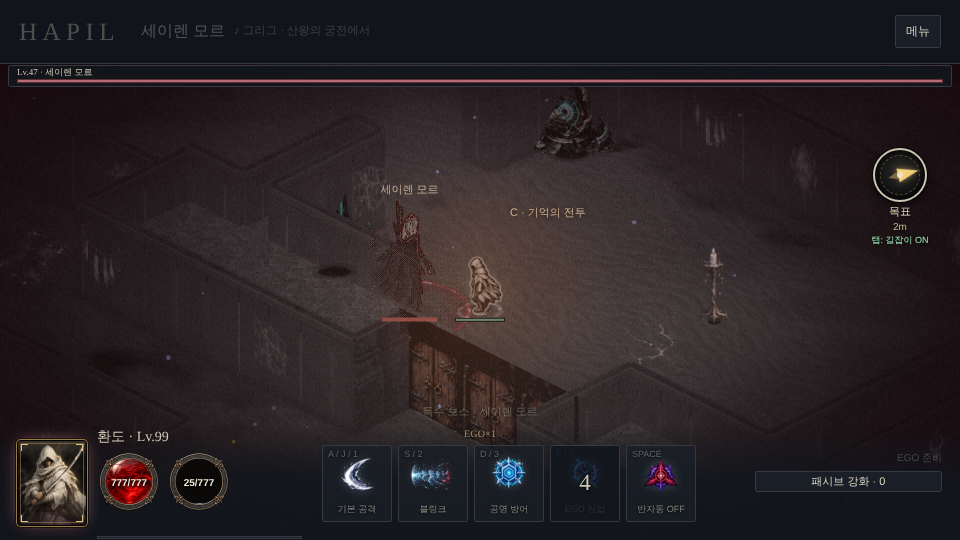 HAPIL 세이렌 모르 ♪ 그리그 · 산왕의 궁전에서
메뉴
Lv.47 · 세이렌 모르
세이렌 모르
C · 기억의 전투
목표
2m
탭: 길잡이 ON
특수 보스 · 세이렌 모르
EGO×1
환도 · Lv.99
777/777
25/777
A / J / 1
기본 공격
S / 2
블링크
D / 3
공명 방어
4
EGO 진입
SPACE
반자동 OFF
EGO 준비
패시브 강화 · 0